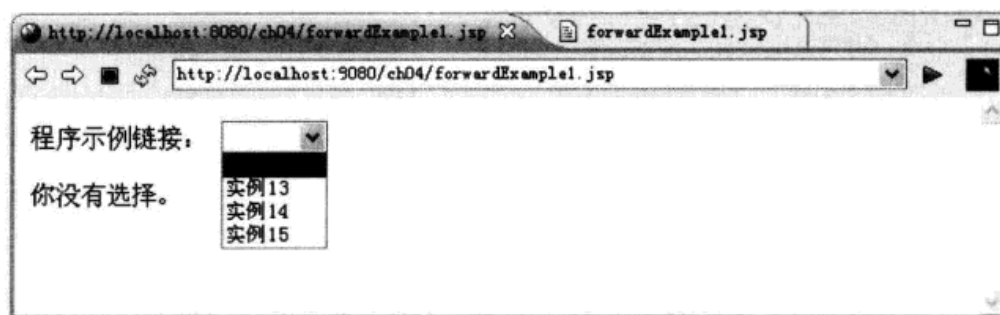 http://localhost:8080/ch04/forwardExample1.jsp
forwardExample1.jsp
http://localhost:9080/ch04/forwardExample1.jsp
程序示例链接:
你没有选择。
实例13
实例14
实例15